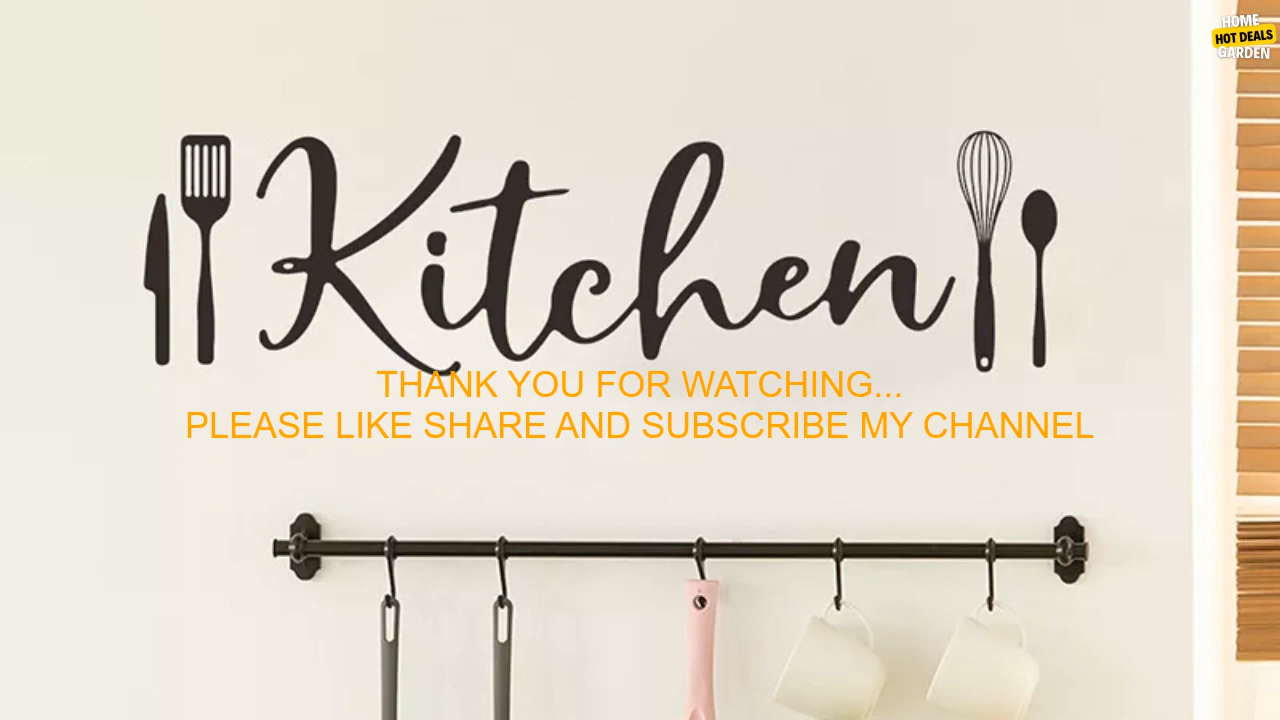 HOME
HOT DEALS
GARDEN
Kitchen
THANK YOU FOR WATCHING...
PLEASE LIKE SHARE AND SUBSCRIBE MY CHANNEL